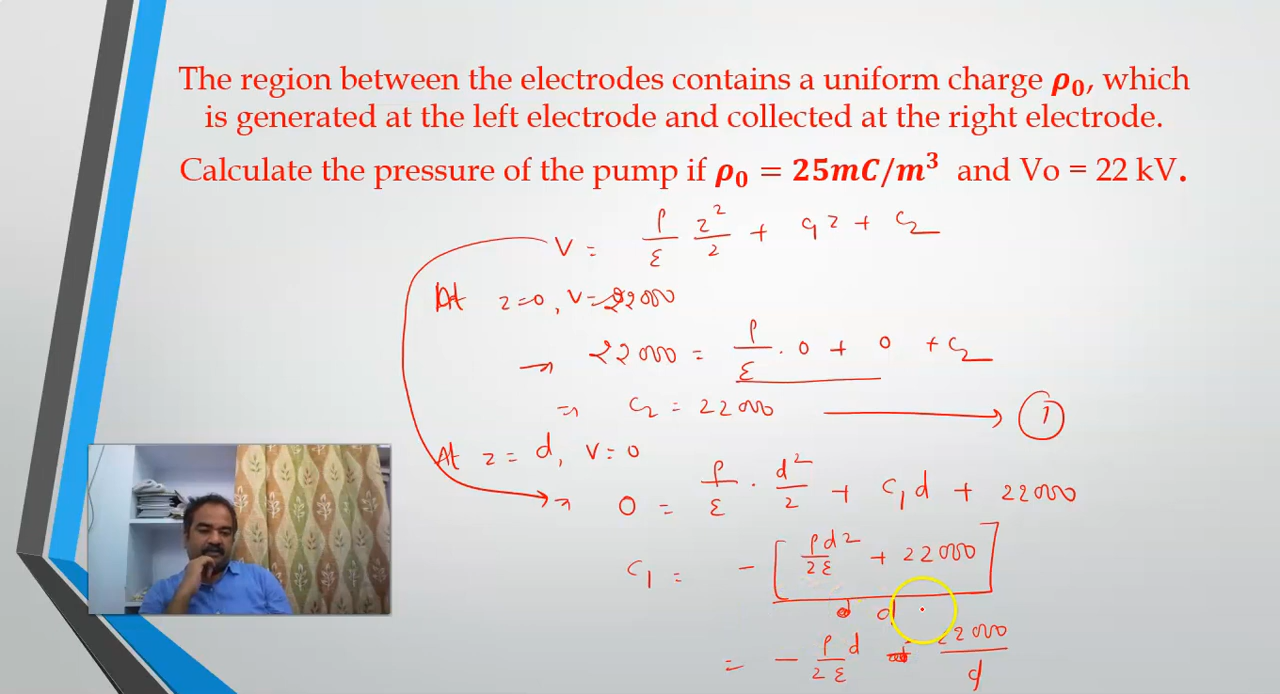 The region between the electrodes contains a uniform charge ρ₀, which
is generated at the left electrode and collected at the right electrode.
Calculate the pressure of the pump if ρ₀ = 25mC/m³ and Vo = 22 kV.
V = ρ/ε z²/2 + c₁z + c₂
At z=0, V=22000
→ 22000 = ρ/ε · 0 + 0 + c₂
⇒ c₂ = 22000 ⟶ ①
At z = d, V=0
⇒ 0 = ρ/ε · d²/2 + c₁d + 22000
c₁ = - [ρd²/2ε + 22000] / d
= - ρd/2ε 22000/d